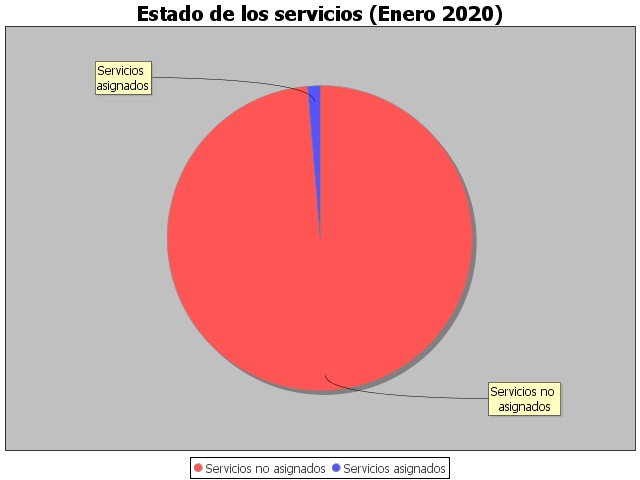 Estado de los servicios (Enero 2020)
Servicios
asignados
Servicios no
asignados
Servicios no asignados Servicios asignados